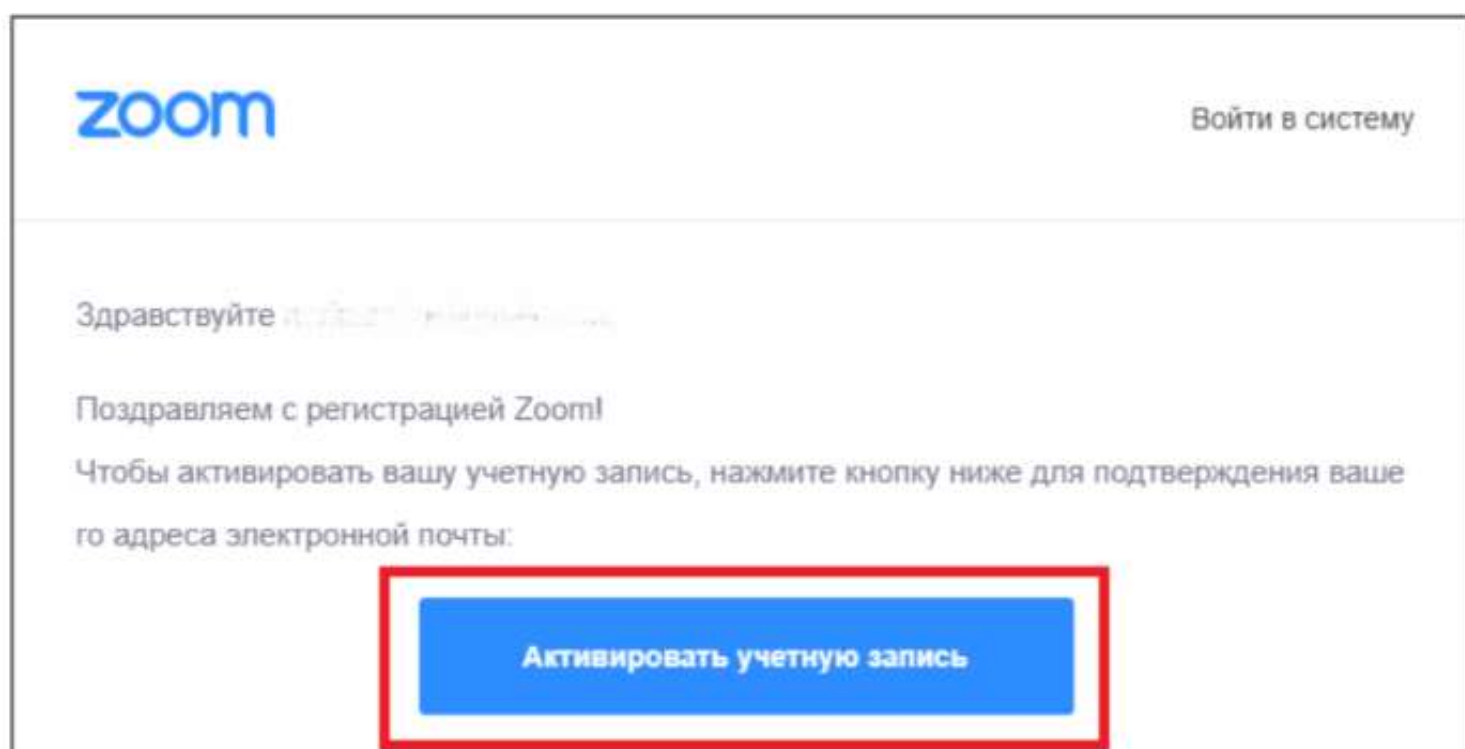 zoom
Войти в систему
Здравствуйте
Поздравляем с регистрацией Zoom!
Чтобы активировать вашу учетную запись, нажмите кнопку ниже для подтверждения ваше
го адреса электронной почты:
Активировать учетную запись